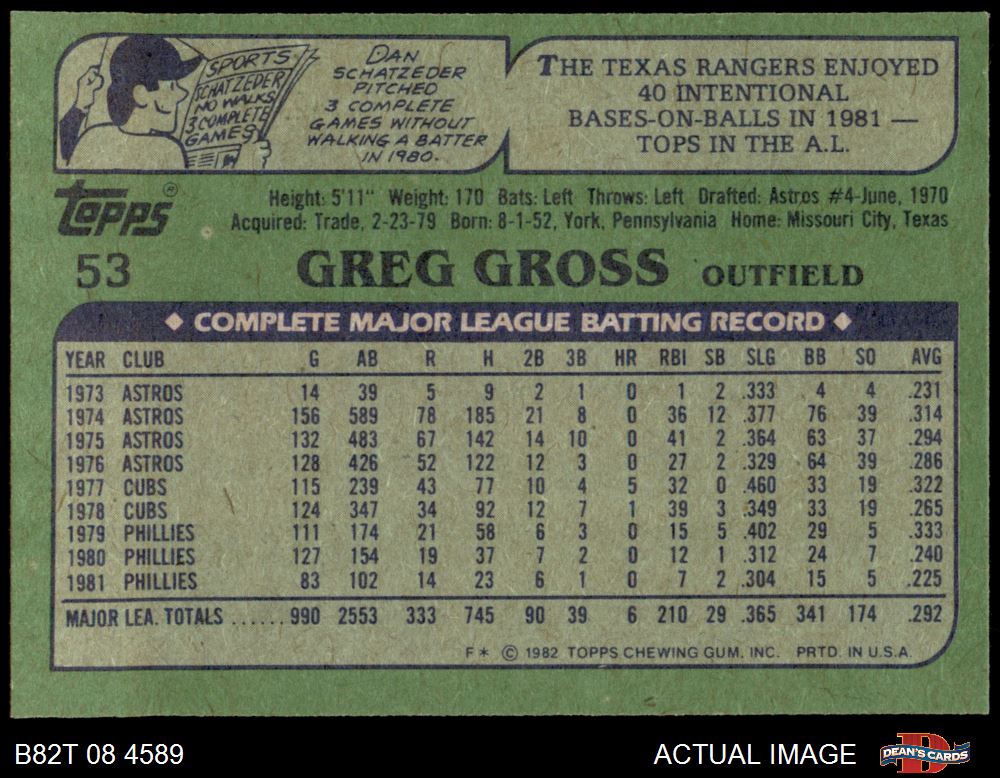 SPORTS
SCHATZEDER
NO WALKS
3 COMPLETE
GAMES
DAN
SCHATZEDER
PITCHED
3 COMPLETE
GAMES WITHOUT
WALKING A BATTER
IN 1980.
THE TEXAS RANGERS ENJOYED
40 INTENTIONAL
BASES-ON-BALLS IN 1981 —
TOPS IN THE A.L.
Topps®
Height: 5'11" Weight: 170 Bats: Left Throws: Left Drafted: Astros #4-June, 1970
Acquired: Trade, 2-23-79 Born: 8-1-52, York, Pennsylvania Home: Missouri City, Texas
53 GREG GROSS OUTFIELD
◆ COMPLETE MAJOR LEAGUE BATTING RECORD ◆
YEAR CLUB G AB R H 2B 3B HR RBI SB SLG BB SO AVG
1973 ASTROS 14 39 5 9 2 1 0 1 2 .333 4 4 .231
1974 ASTROS 156 589 78 185 21 8 0 36 12 .377 76 39 .314
1975 ASTROS 132 483 67 142 14 10 0 41 2 .364 63 37 .294
1976 ASTROS 128 426 52 122 12 3 0 27 2 .329 64 39 .286
1977 CUBS 115 239 43 77 10 4 5 32 0 .460 33 19 .322
1978 CUBS 124 347 34 92 12 7 1 39 3 .349 33 19 .265
1979 PHILLIES 111 174 21 58 6 3 0 15 5 .402 29 5 .333
1980 PHILLIES 127 154 19 37 7 2 0 12 1 .312 24 7 .240
1981 PHILLIES 83 102 14 23 6 1 0 7 2 .304 15 5 .225
MAJOR LEA. TOTALS ...... 990 2553 333 745 90 39 6 210 29 .365 341 174 .292
F* © 1982 TOPPS CHEWING GUM, INC. PRTD. IN U.S.A.
B82T 08 4589
ACTUAL IMAGE
D
DEAN'S CARDS